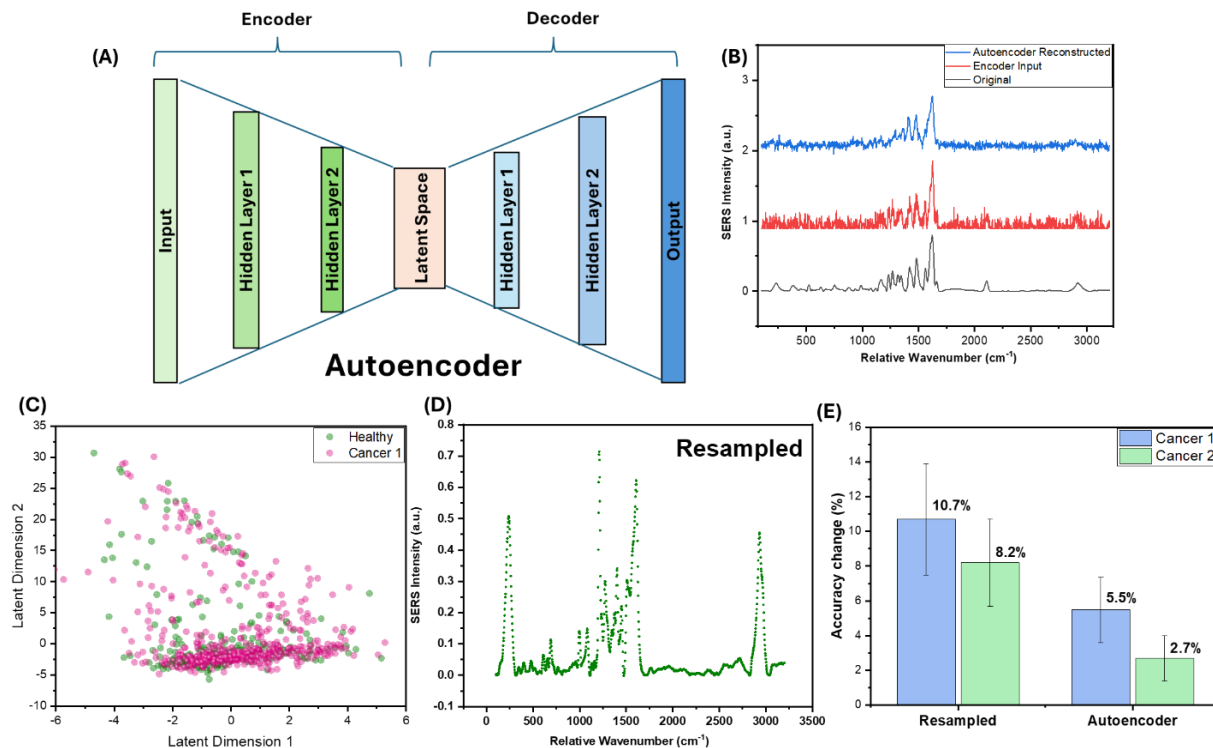 Encoder
Decoder
(A)
Input
Hidden Layer 1
Hidden Layer 2
Latent Space
Hidden Layer 1
Hidden Layer 2
Output
Autoencoder
(B)
Autoencoder Reconstructed
Encoder Input
Original
SERS Intensity (a.u.)
3
2
1
0
500 1000 1500 2000 2500 3000
Relative Wavenumber (cm⁻¹)
(C)
Healthy
Cancer 1
Latent Dimension 2
35
30
25
20
15
10
5
0
-5
-10
-6 -4 -2 0 2 4 6
Latent Dimension 1
(D)
Resampled
SERS Intensity (a.u.)
0.8
0.7
0.6
0.5
0.4
0.3
0.2
0.1
0.0
-0.1
0 500 1000 1500 2000 2500 3000 3500
Relative Wavenumber (cm⁻¹)
(E)
Cancer 1
Cancer 2
Accuracy change (%)
16
14
12
10
8
6
4
2
0
10.7%
8.2%
5.5%
2.7%
Resampled Autoencoder